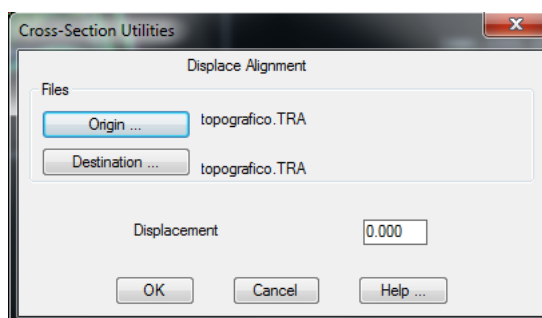 Cross-Section Utilities
Displace Alignment
Files
Origin ... topografico.TRA
Destination ... topografico.TRA
Displacement 0.000
OK Cancel Help ...